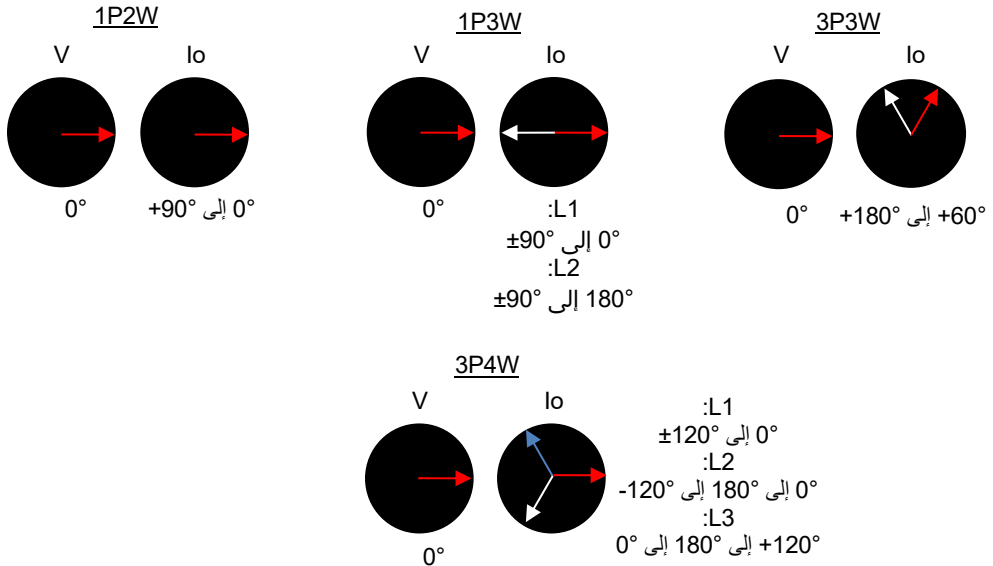 1P2W
V Io
0°
0° إلى +90°
1P3W
V Io
0°
L1:
0° إلى ±90°
L2:
180° إلى ±90°
3P3W
V Io
0°
+60° إلى +180°
3P4W
V Io
0°
L1:
0° إلى ±120°
L2:
0° إلى 180° إلى -120°
L3:
+120° إلى 180° إلى 0°